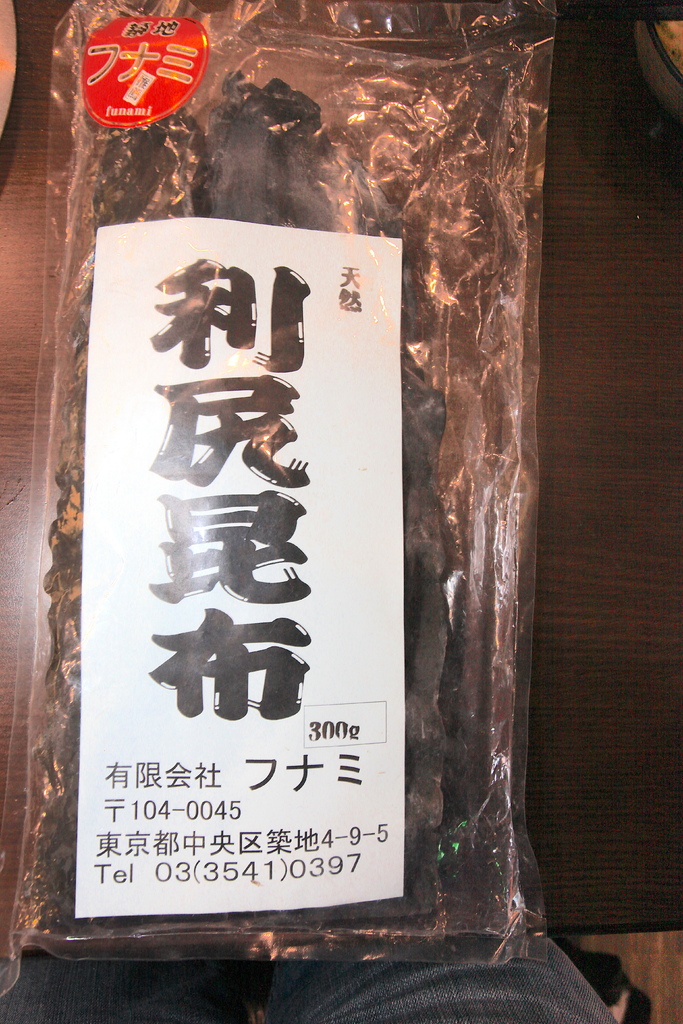 築地
フナミ
funami
天然
利尻昆布
300g
有限会社 フナミ
〒104-0045
東京都中央区築地4-9-5
Tel 03(3541)0397